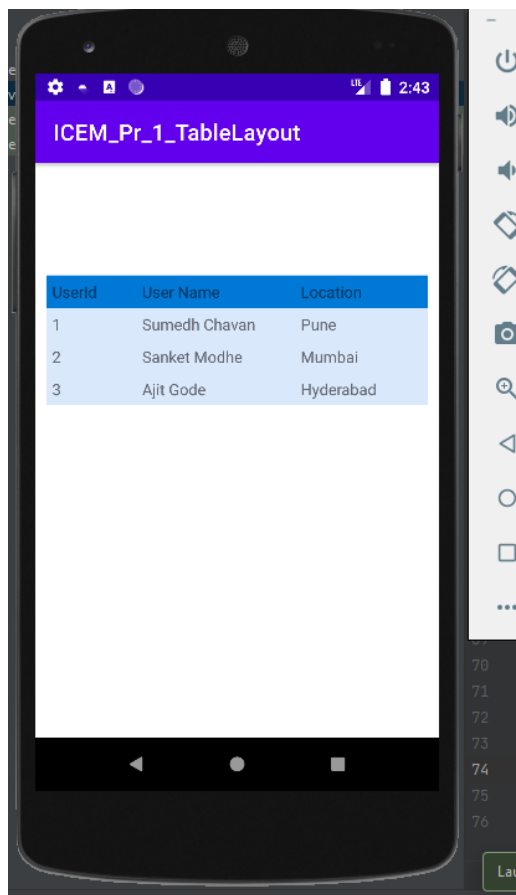 LTE 2:43
ICEM_Pr_1_TableLayout
UserId User Name Location
1 Sumedh Chavan Pune
2 Sanket Modhe Mumbai
3 Ajit Gode Hyderabad
70
71
72
73
74
75
76